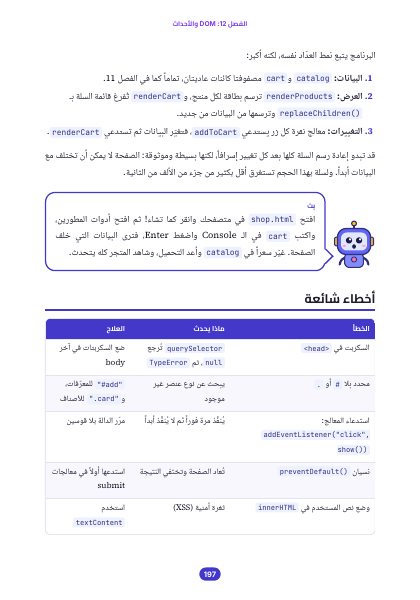 الفصل 12: DOM والأحداث
البرنامج يتبع نمط العدّاد نفسه، لكنه أكبر:
1. البيانات: catalog و cart مصفوفتا كائنات عاديتان، تماماً كما في الفصل 11.
2. العرض: renderProducts ترسم بطاقة لكل منتج، و renderCart تُفرغ قائمة السلة بـ
replaceChildren() وترسمها من البيانات من جديد.
3. التغييرات: معالج نقرة كل زر يستدعي addToCart، فتغيّر البيانات ثم تستدعي renderCart.
قد تبدو إعادة رسم السلة كلها بعد كل تغيير إسرافاً، لكنها بسيطة وموثوقة: الصفحة لا يمكن أن تختلف مع
البيانات أبداً. ولسلة بهذا الحجم تستغرق أقل بكثير من جزء من الألف من الثانية.
بِت
افتح shop.html في متصفحك وانقر كما تشاء! ثم افتح أدوات المطورين،
واكتب cart في الـ Console واضغط Enter، فترى البيانات التي خلف
الصفحة. غيّر سعراً في catalog وأعد التحميل، وشاهد المتجر كله يتحدث.
أخطاء شائعة
الخطأ ماذا يحدث العلاج
السكربت في <head> querySelector تُرجع ضع السكربتات في آخر
null، ثم TypeError body
محدد بلا # أو . يبحث عن نوع عنصر غير "#add" للمعرّفات،
موجود و ".card" للأصناف
استدعاء المعالج: يُنفَّذ مرة فوراً ثم لا يُنفَّذ أبداً مرّر الدالة بلا قوسين
addEventListener("click",
show())
نسيان preventDefault() تُعاد الصفحة وتختفي النتيجة استدعها أولاً في معالجات
submit
وضع نص المستخدم في innerHTML ثغرة أمنية (XSS) استخدم
textContent
197